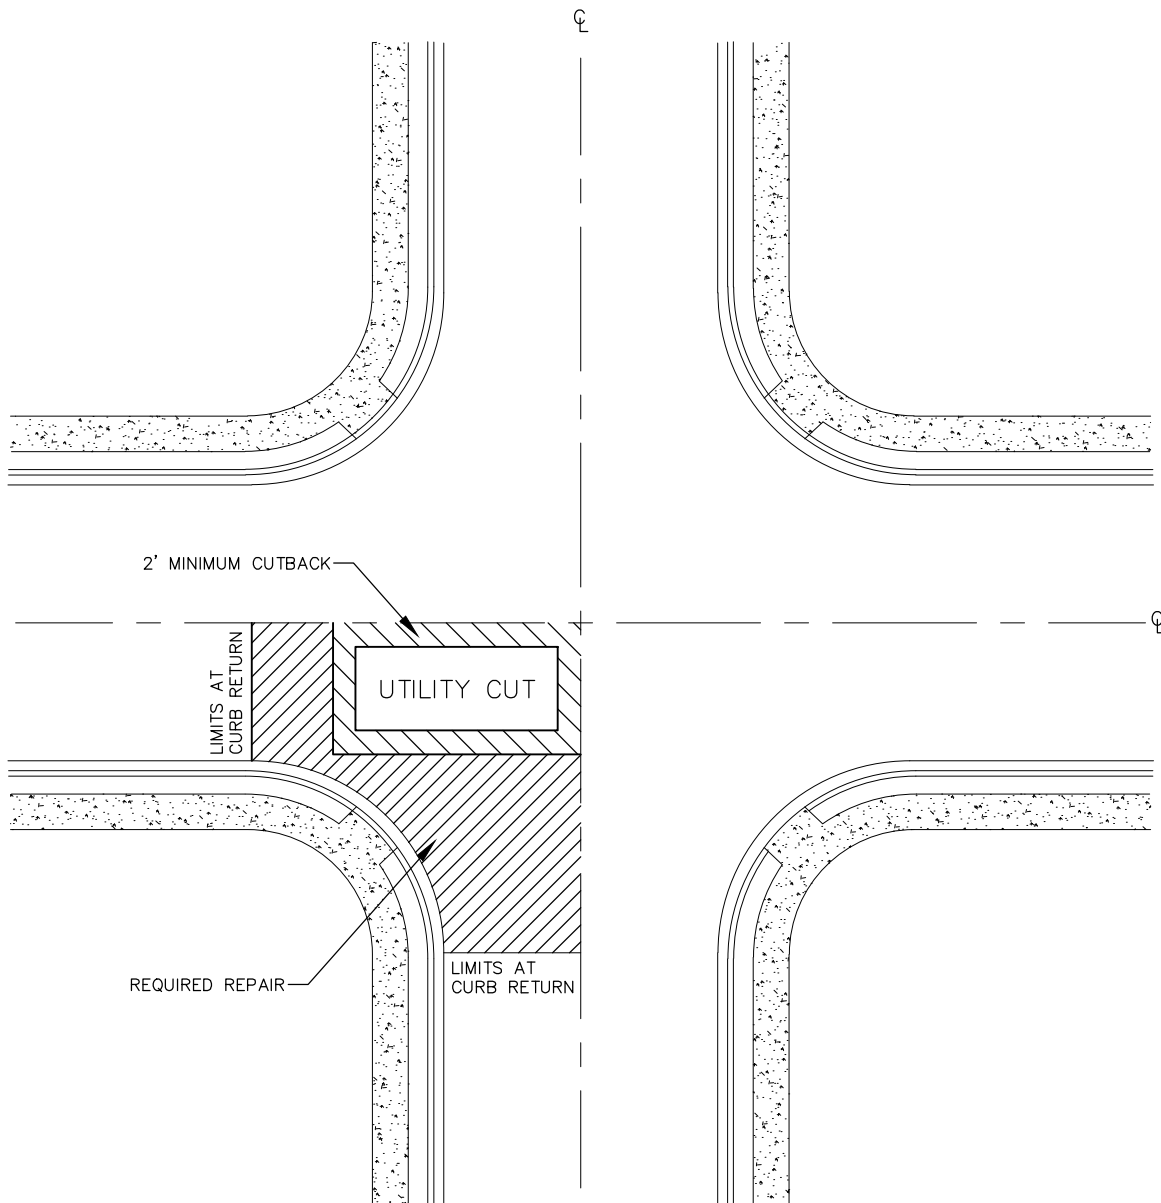 ℄
2' MINIMUM CUTBACK
℄
LIMITS AT
CURB RETURN
UTILITY CUT
REQUIRED REPAIR
LIMITS AT
CURB RETURN